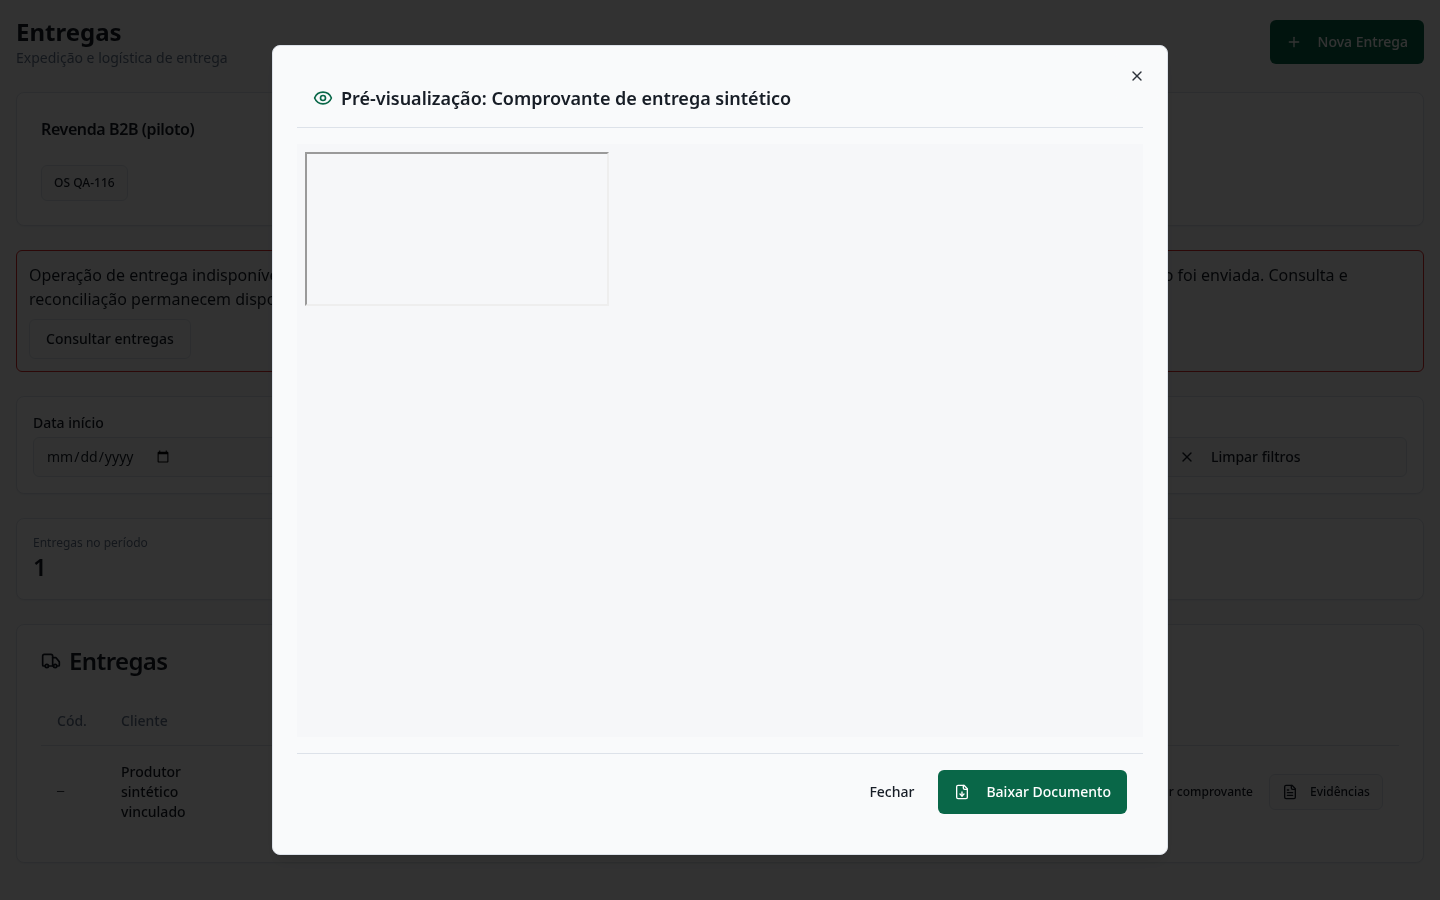 Entregas
Expedição e logística de entrega
Nova Entrega
Revenda B2B (piloto)
OS QA-116
Operação de entrega
foi enviada. Consulta e
reconciliação permanecem
Consultar entregas
Data início
mm/dd/yyyy
Limpar filtros
Entregas no período
1
Entregas
Cód.
Cliente
–
Produtor
sintético
vinculado
comprovante
Evidências
Pré-visualização: Comprovante de entrega sintético
Fechar
Baixar Documento